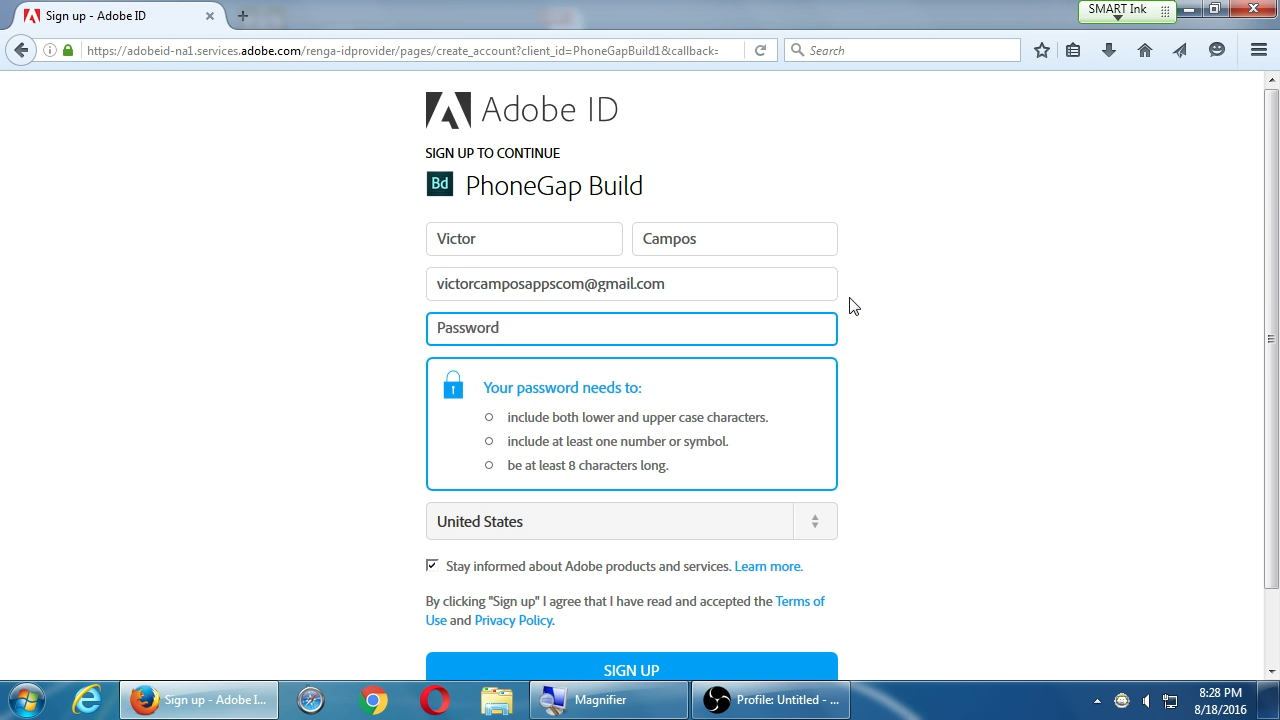 Sign up - Adobe ID
SMART Ink
https://adobeid-na1.services.adobe.com/renga-idprovider/pages/create_account?client_id=PhoneGapBuild1&callback=
Search
Adobe ID
SIGN UP TO CONTINUE
Bd PhoneGap Build
Victor Campos
victorcamposappscom@gmail.com
Password
Your password needs to:
include both lower and upper case characters.
include at least one number or symbol.
be at least 8 characters long.
United States
Stay informed about Adobe products and services. Learn more.
By clicking "Sign up" I agree that I have read and accepted the Terms of
Use and Privacy Policy.
SIGN UP
Sign up - Adobe I...
Magnifier
Profile: Untitled - ...
8:28 PM
8/18/2016